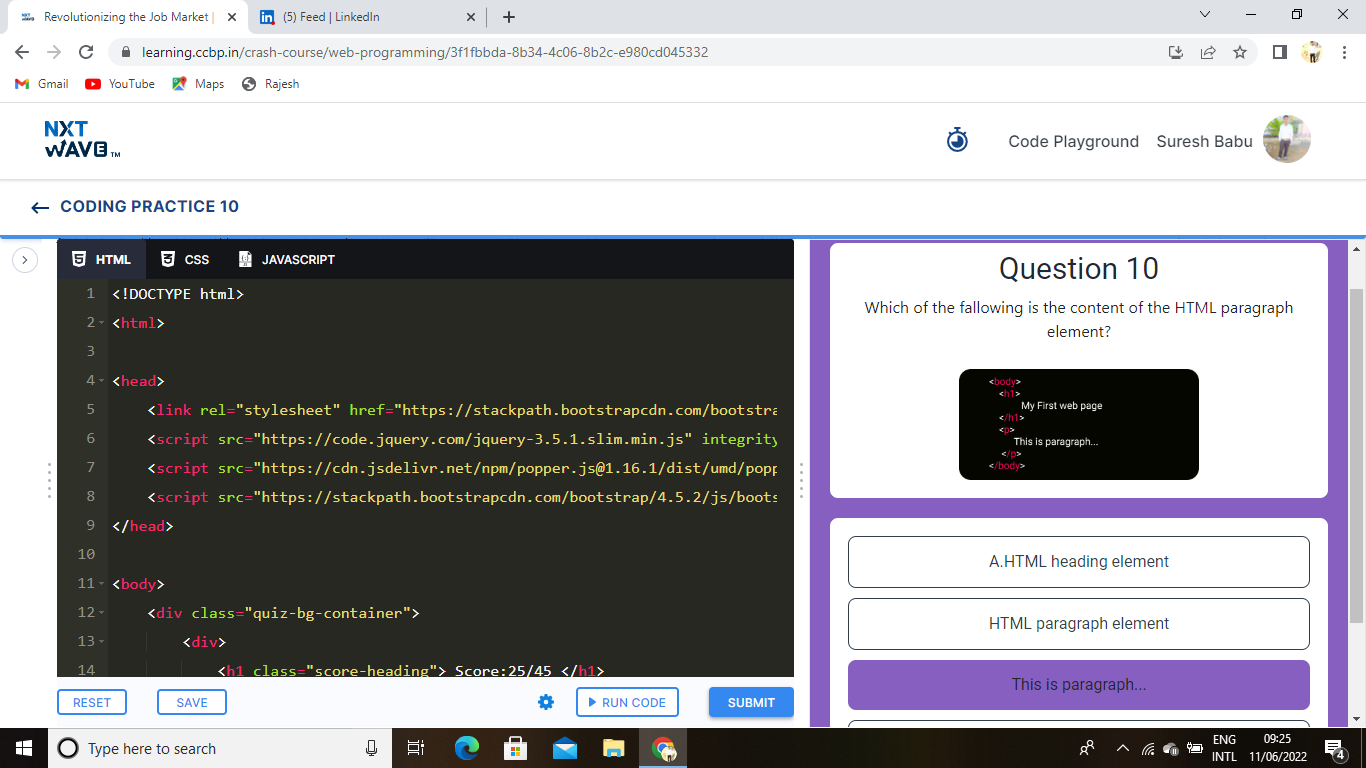 Revolutionizing the Job Market |
(5) Feed | LinkedIn
learning.ccbp.in/crash-course/web-programming/3f1fbbda-8b34-4c06-8b2c-e980cd045332
Gmail
YouTube
Maps
Rajesh
NXT
WAVE TM
Code Playground
Suresh Babu
CODING PRACTICE 10
HTML
CSS
JAVASCRIPT
1 <!DOCTYPE html>
2 <html>
3
4 <head>
5 <link rel="stylesheet" href="https://stackpath.bootstrapcdn.com/bootstra
6 <script src="https://code.jquery.com/jquery-3.5.1.slim.min.js" integrity
7 <script src="https://cdn.jsdelivr.net/npm/popper.js@1.16.1/dist/umd/popp
8 <script src="https://stackpath.bootstrapcdn.com/bootstrap/4.5.2/js/boots
9 </head>
10
11 <body>
12 <div class="quiz-bg-container">
13 <div>
14 <h1 class="score-heading"> Score:25/45 </h1>
RESET
SAVE
RUN CODE
SUBMIT
Question 10
Which of the fallowing is the content of the HTML paragraph
element?
<body>
<h1>
My First web page
</h1>
<p>
This is paragraph...
</p>
</body>
A.HTML heading element
HTML paragraph element
This is paragraph...
Type here to search
ENG
INTL
09:25
11/06/2022
4